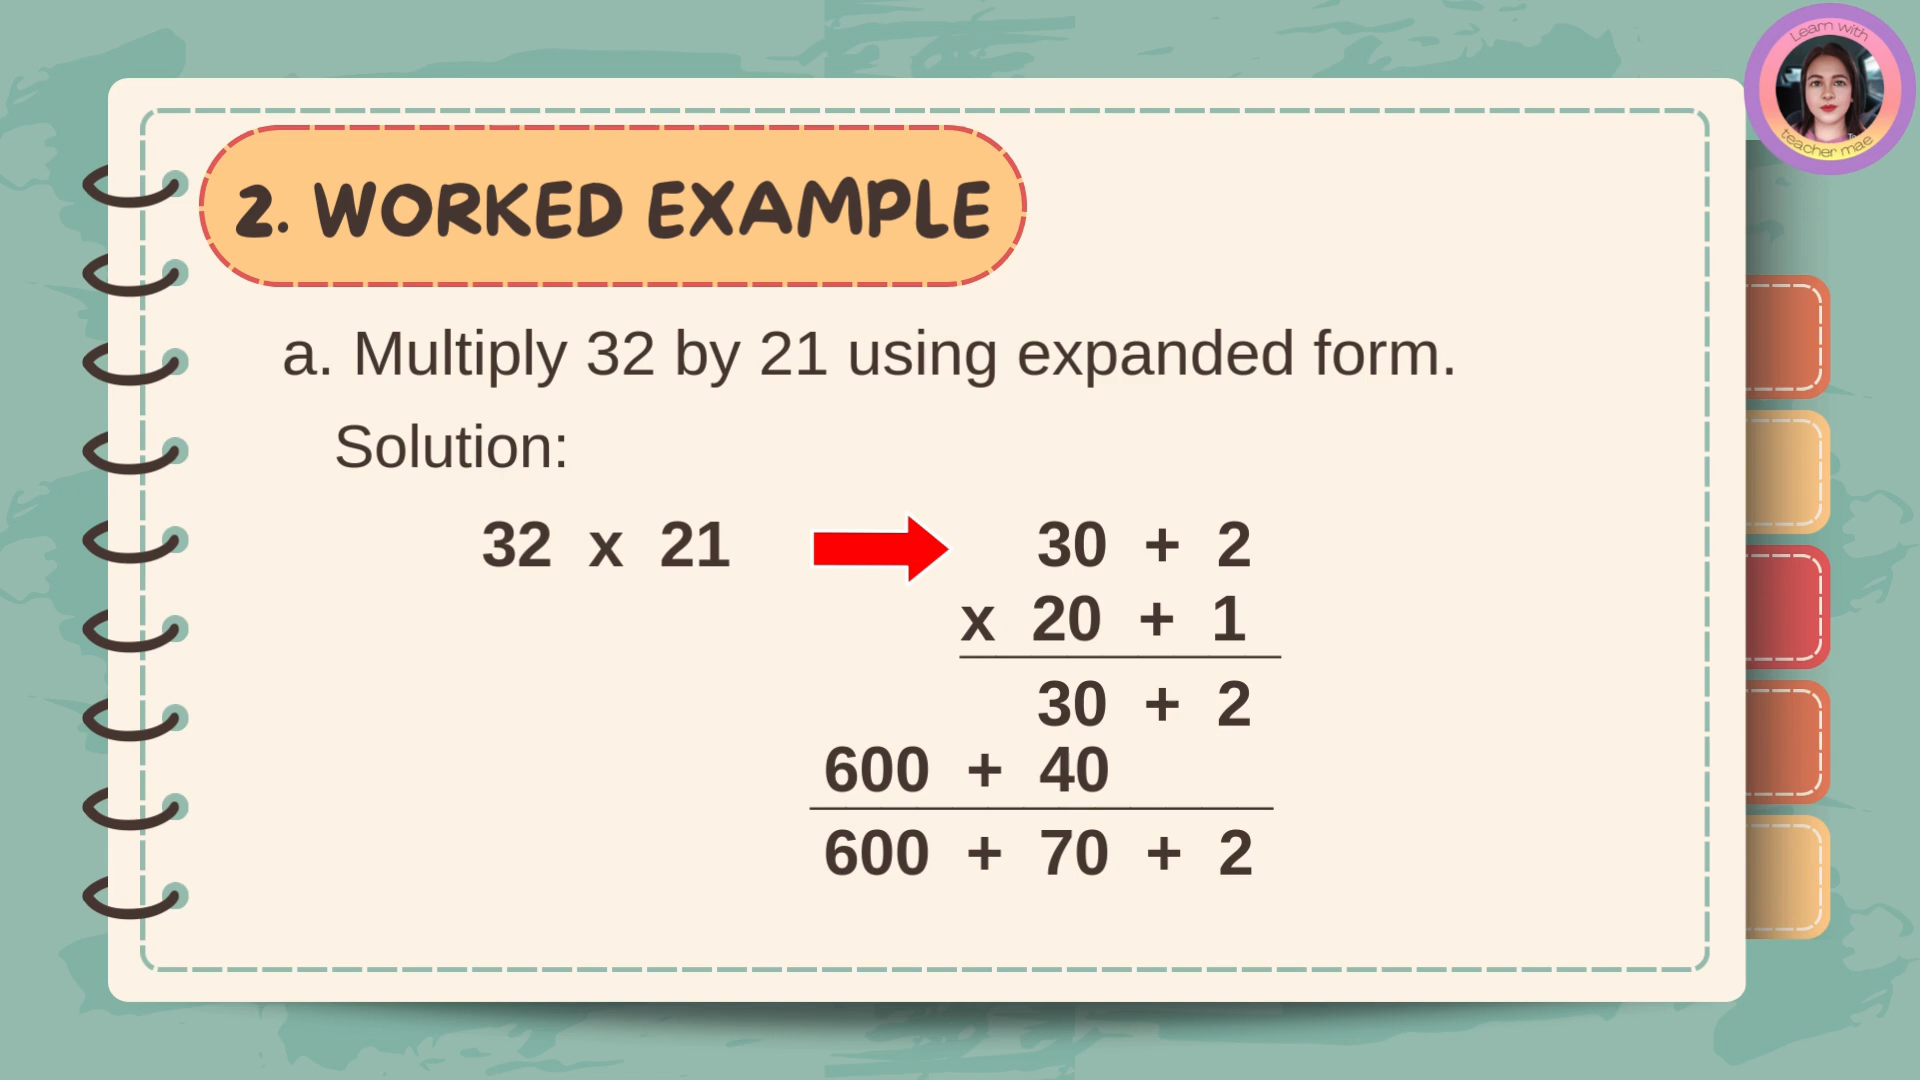 Learn with
teacher mae
2. WORKED EXAMPLE
a. Multiply 32 by 21 using expanded form.
Solution:
32 x 21 30 + 2
x 20 + 1
30 + 2
600 + 40
600 + 70 + 2